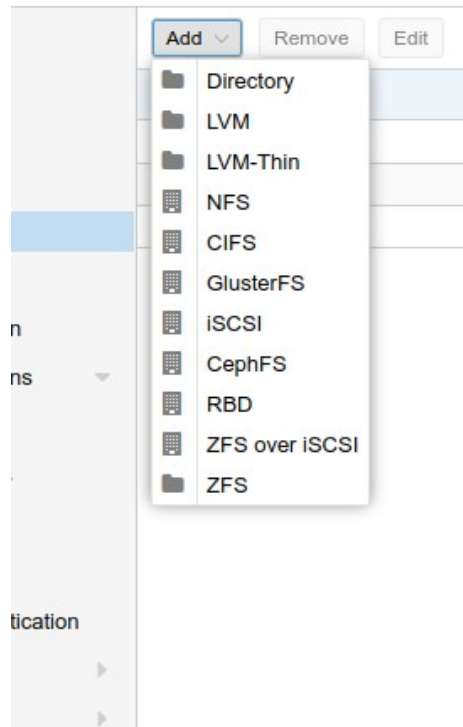 Add Remove Edit
Directory
LVM
LVM-Thin
NFS
CIFS
GlusterFS
iSCSI
CephFS
RBD
ZFS over iSCSI
ZFS
n
ns
tication